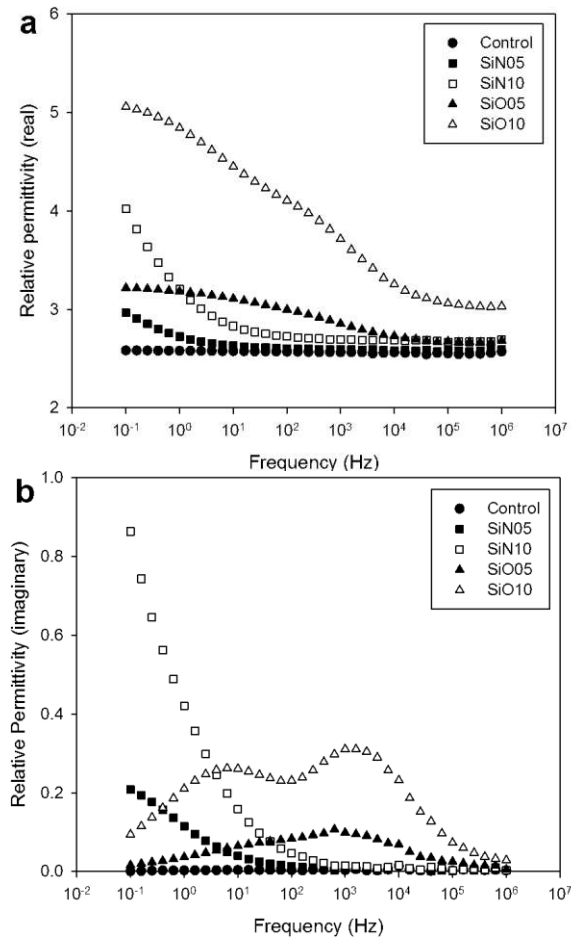 a
Control
SiN05
SiN10
SiO05
SiO10
6
5
4
3
2
Relative permittivity (real)
10-2 10-1 100 101 102 103 104 105 106 107
Frequency (Hz)
b
Control
SiN05
SiN10
SiO05
SiO10
1.0
0.8
0.6
0.4
0.2
0.0
Relative Permittivity (imaginary)
10-2 10-1 100 101 102 103 104 105 106 107
Frequency (Hz)